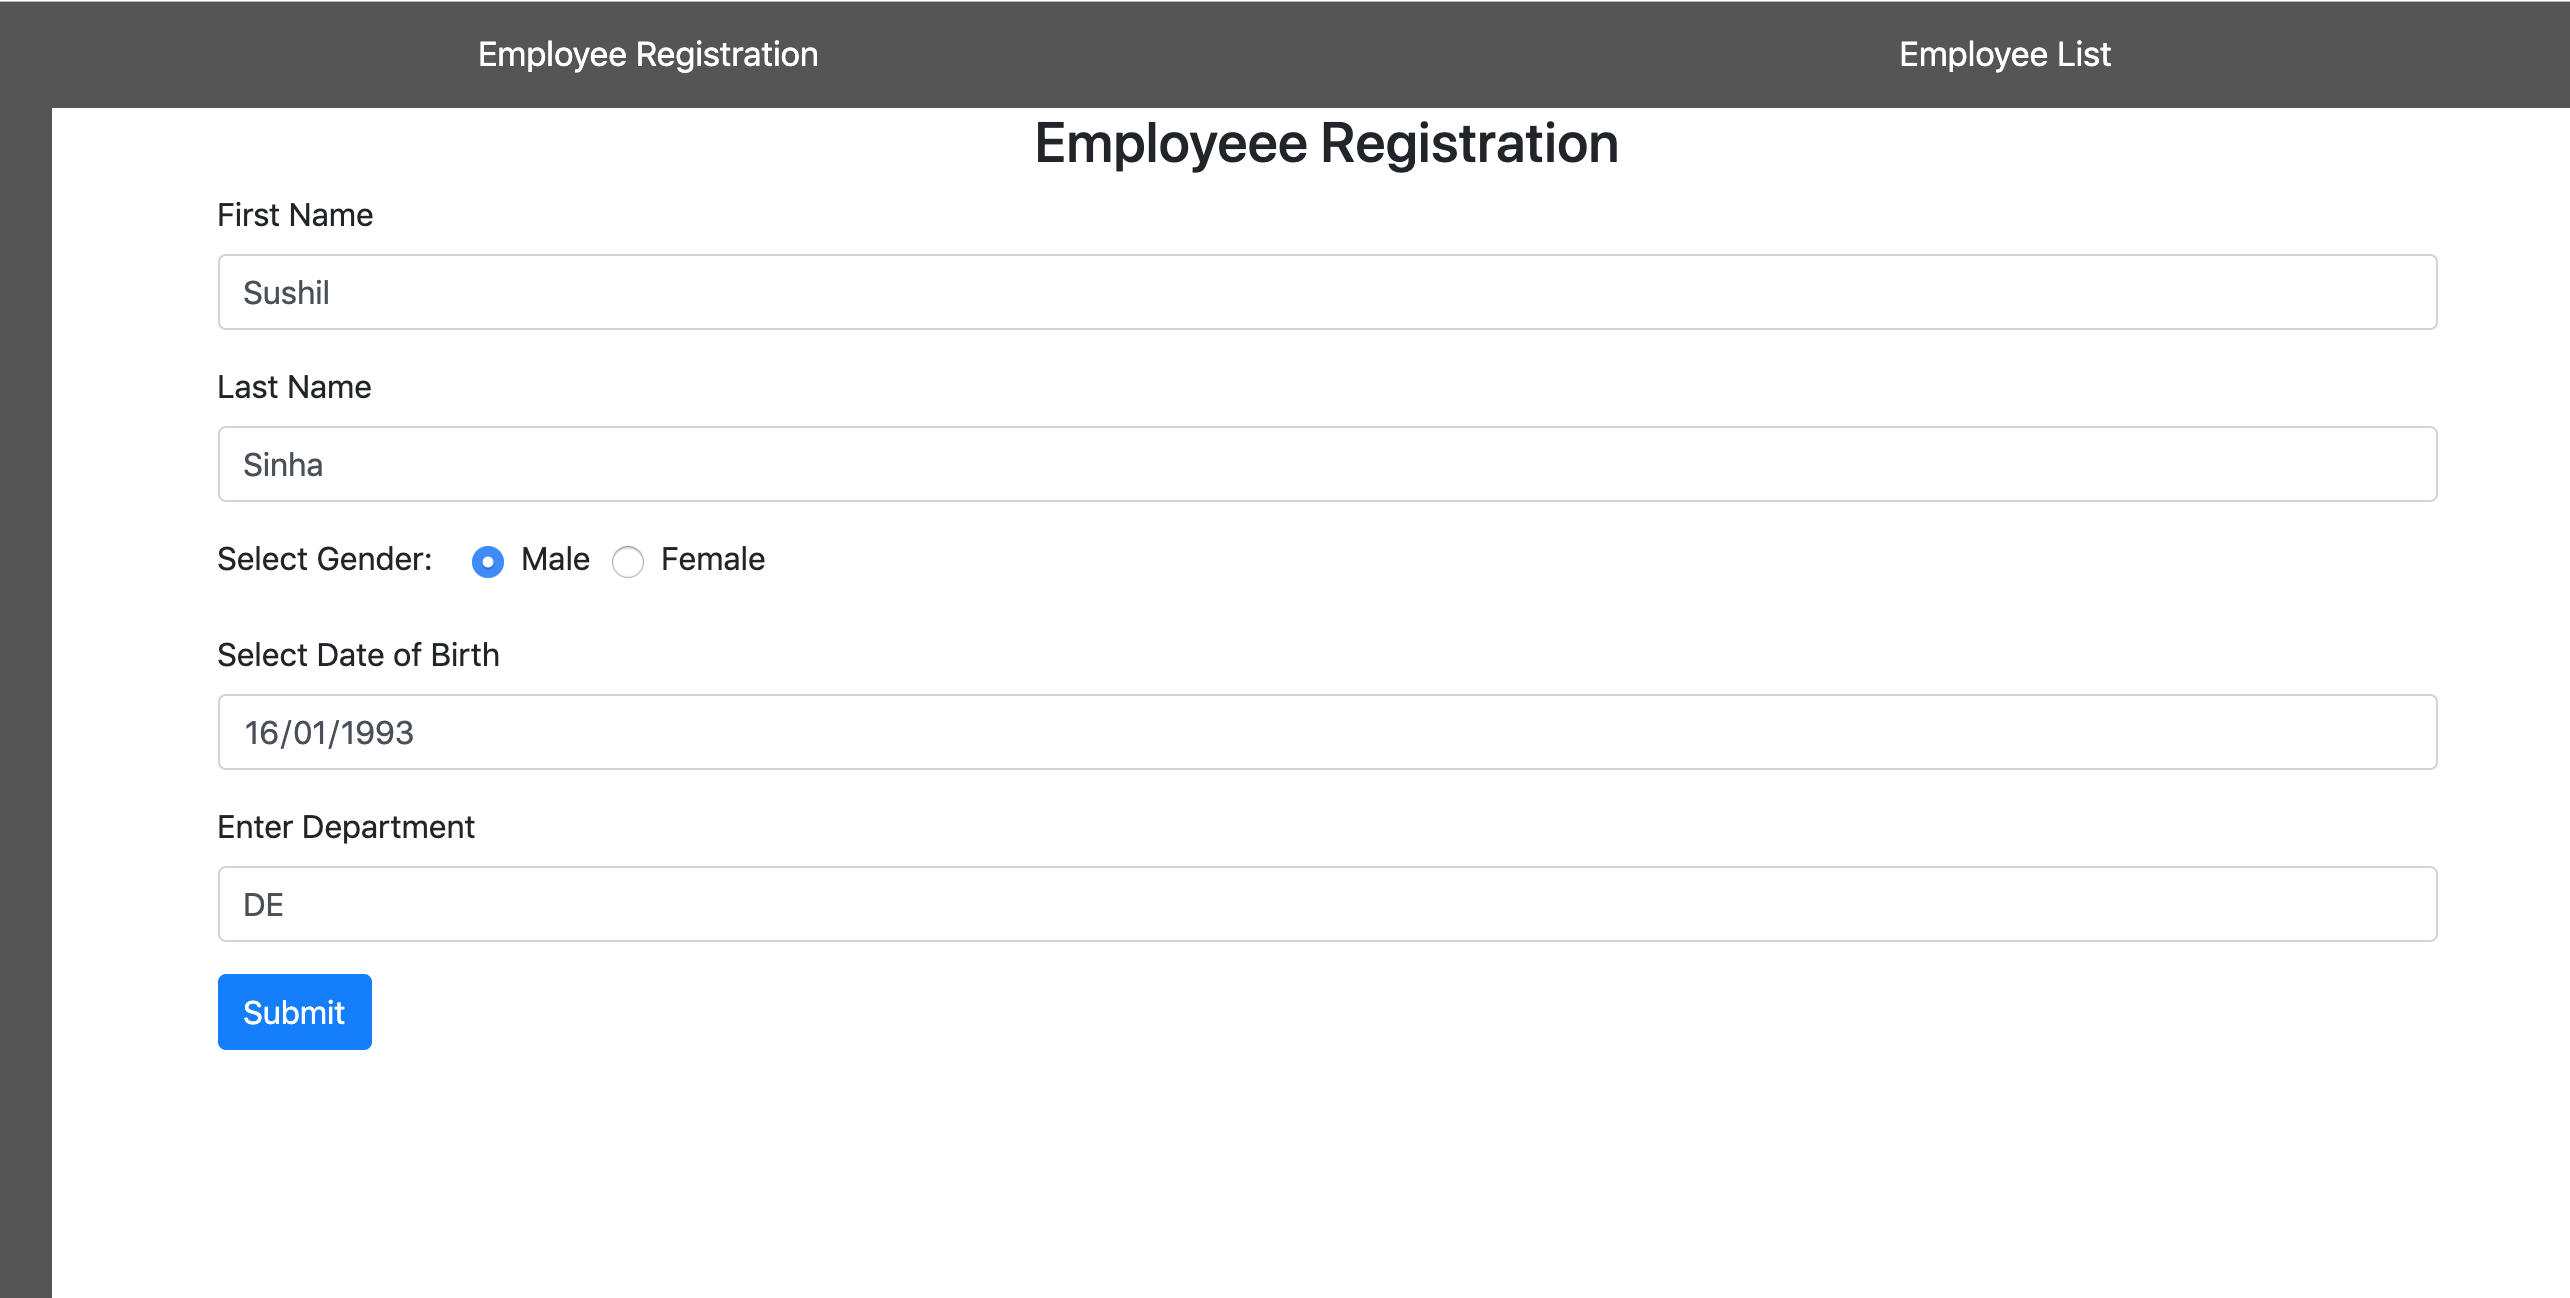 Employee Registration Employee List
Employeee Registration
First Name
Sushil
Last Name
Sinha
Select Gender: Male Female
Select Date of Birth
16/01/1993
Enter Department
DE
Submit